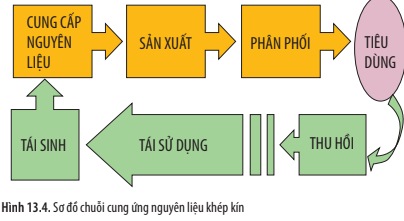 CUNG CẤP
NGUYÊN
LIỆU
SẢN XUẤT
PHÂN PHỐI
TIÊU
DÙNG
TÁI SINH
TÁI SỬ DỤNG
THU HỒI
Hình 13.4. Sơ đồ chuỗi cung ứng nguyên liệu khép kín